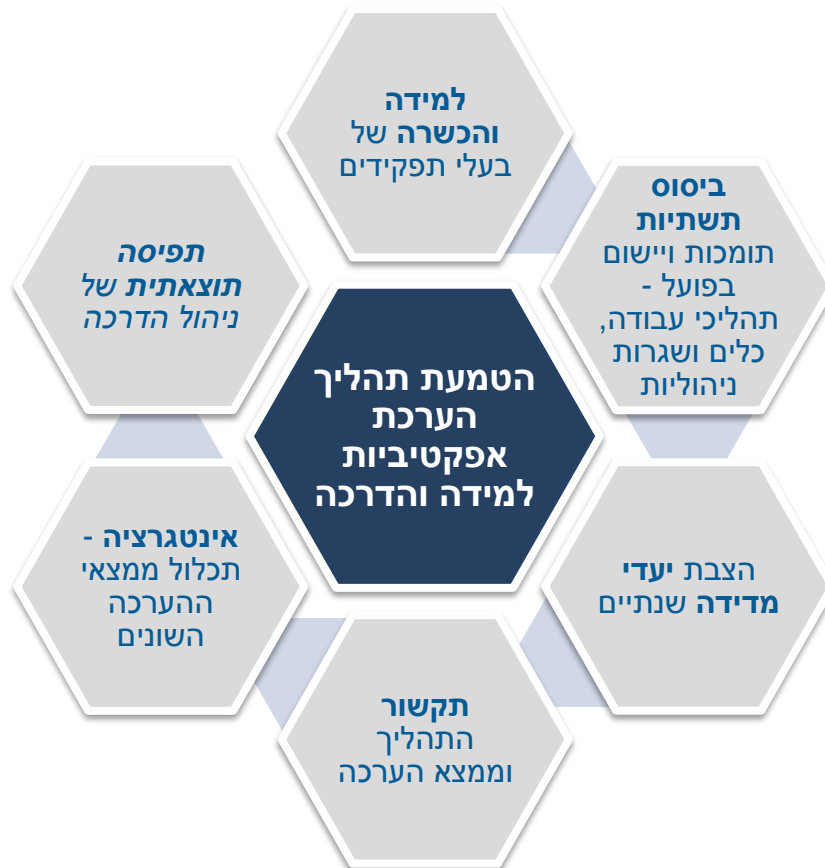 למידה
והכשרה של
בעלי תפקידים
ביסוס
תשתיות
תומכות ויישום
בפועל -
תהליכי עבודה,
כלים ושגרות
ניהוליות
הצבת יעדי
מדידה שנתיים
תקשור
התהליך
וממצא הערכה
אינטגרציה -
תכלול ממצאי
ההערכה
השונים
תפיסה
תוצאתית של
ניהול הדרכה
הטמעת תהליך
הערכת
אפקטיביות
למידה והדרכה